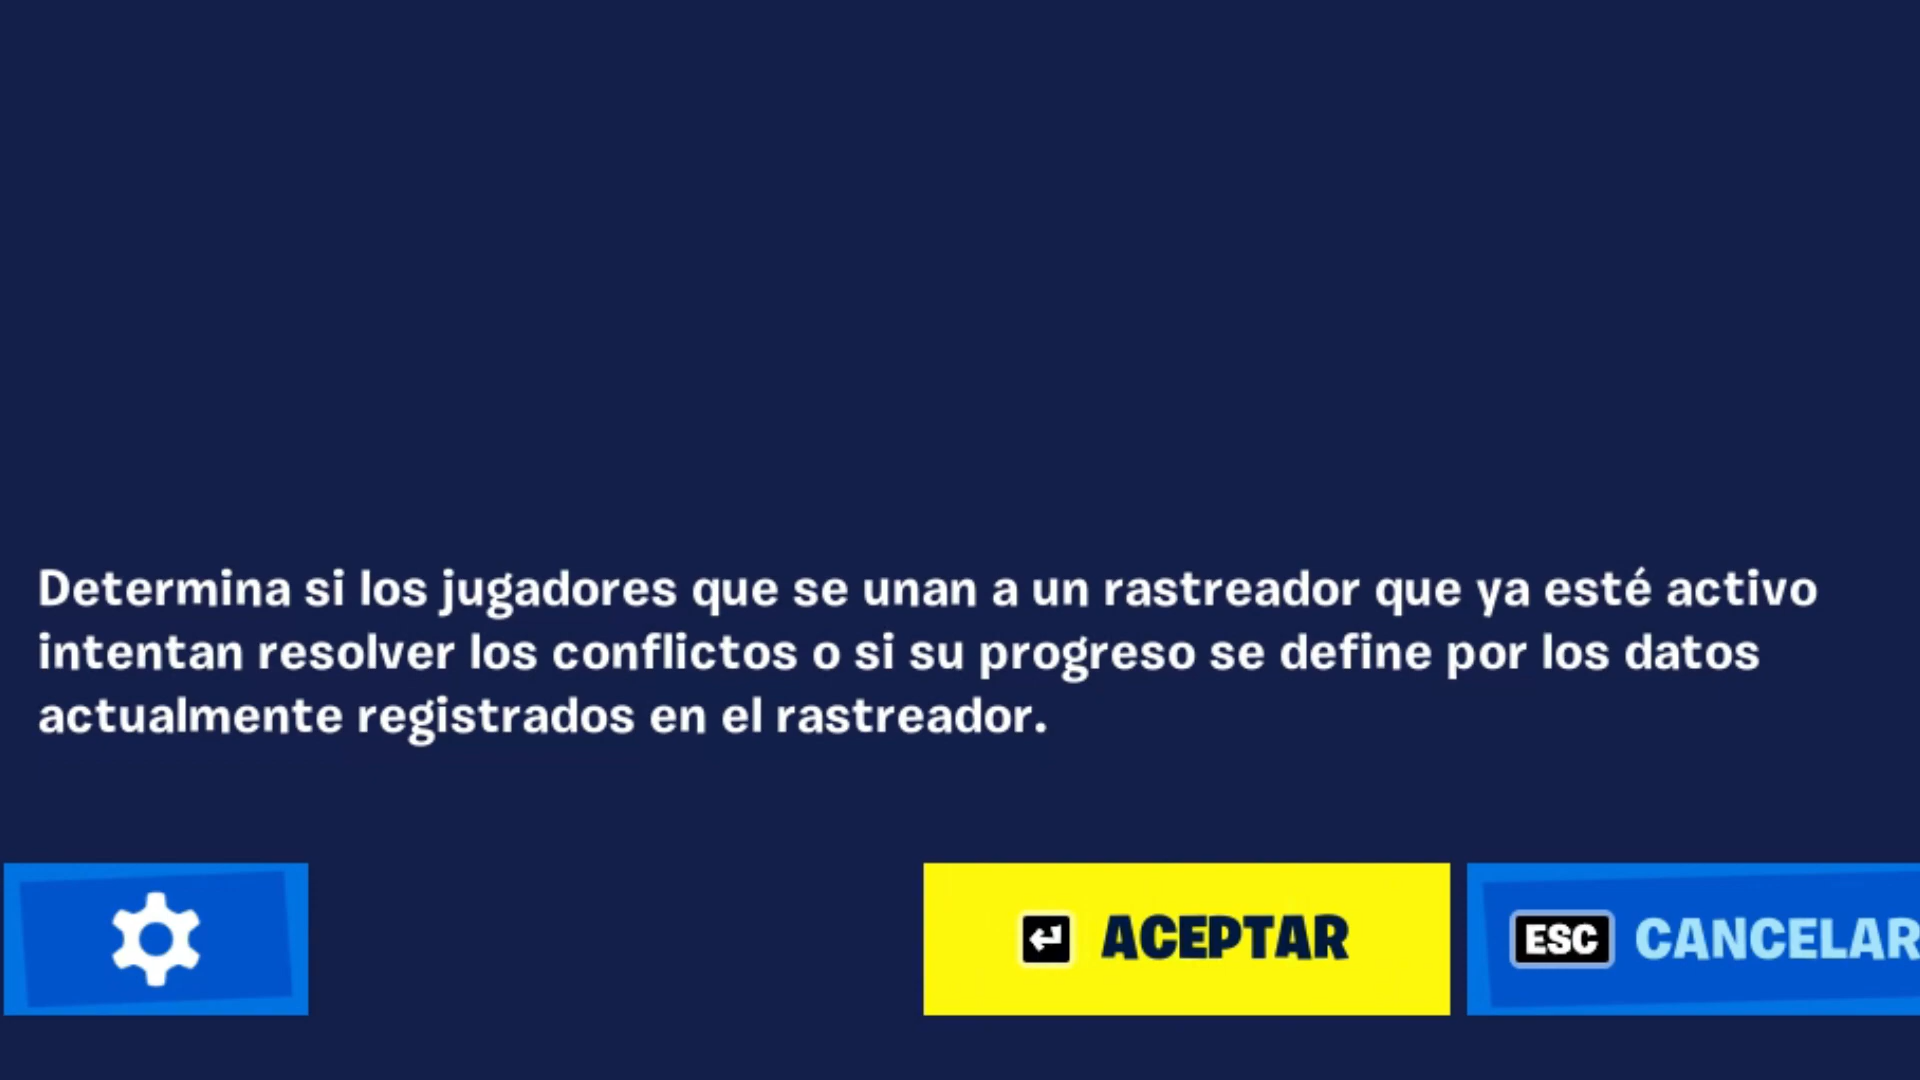 Determina si los jugadores que se unan a un rastreador que ya esté activo
intentan resolver los conflictos o si su progreso se define por los datos
actualmente registrados en el rastreador.
ACEPTAR
ESC CANCELAR